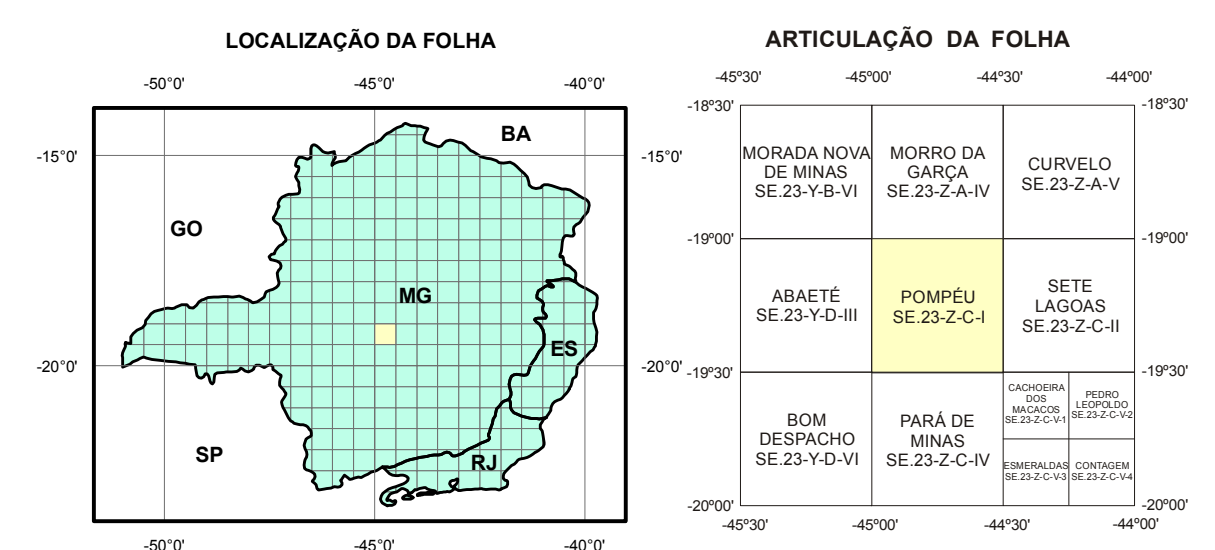 LOCALIZAÇÃO DA FOLHA
-50°0'
-45°0'
-40°0'
-15°0'
-15°0'
BA
GO
MG
ES
-20°0'
-20°0'
SP
RJ
-50°0'
-45°0'
-40°0'
ARTICULAÇÃO DA FOLHA
-45°30'
-45°00'
-44°30'
-44°00'
-18°30'
-18°30'
MORADA NOVA
DE MINAS
SE.23-Y-B-VI
MORRO DA
GARÇA
SE.23-Z-A-IV
CURVELO
SE.23-Z-A-V
-19°00'
-19°00'
ABAETÉ
SE.23-Y-D-III
POMPÉU
SE.23-Z-C-I
SETE
LAGOAS
SE.23-Z-C-II
-19°30'
-19°30'
BOM
DESPACHO
SE.23-Y-D-VI
PARÁ DE
MINAS
SE.23-Z-C-IV
CACHOEIRA
DOS
MACACOS
SE.23-Z-C-V-1
PEDRO
LEOPOLDO
SE.23-Z-C-V-2
ESMERALDAS
SE.23-Z-C-V-3
CONTAGEM
SE.23-Z-C-V-4
-20°00'
-20°00'
-45°30'
-45°00'
-44°30'
-44°00'